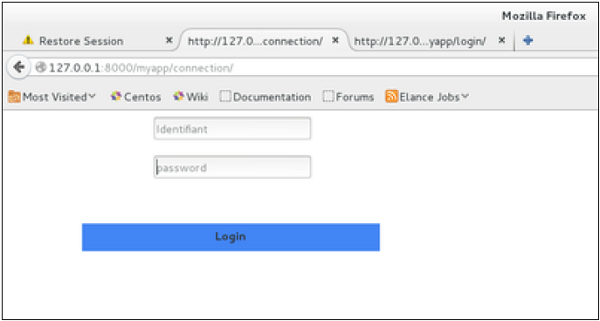 Mozilla Firefox
Restore Session × http://127.0...connection/ × http://127.0...yapp/login/ ×
127.0.0.1:8000/myapp/connection/
Most Visited Centos Wiki Documentation Forums Elance Jobs
Identifiant
password
Login